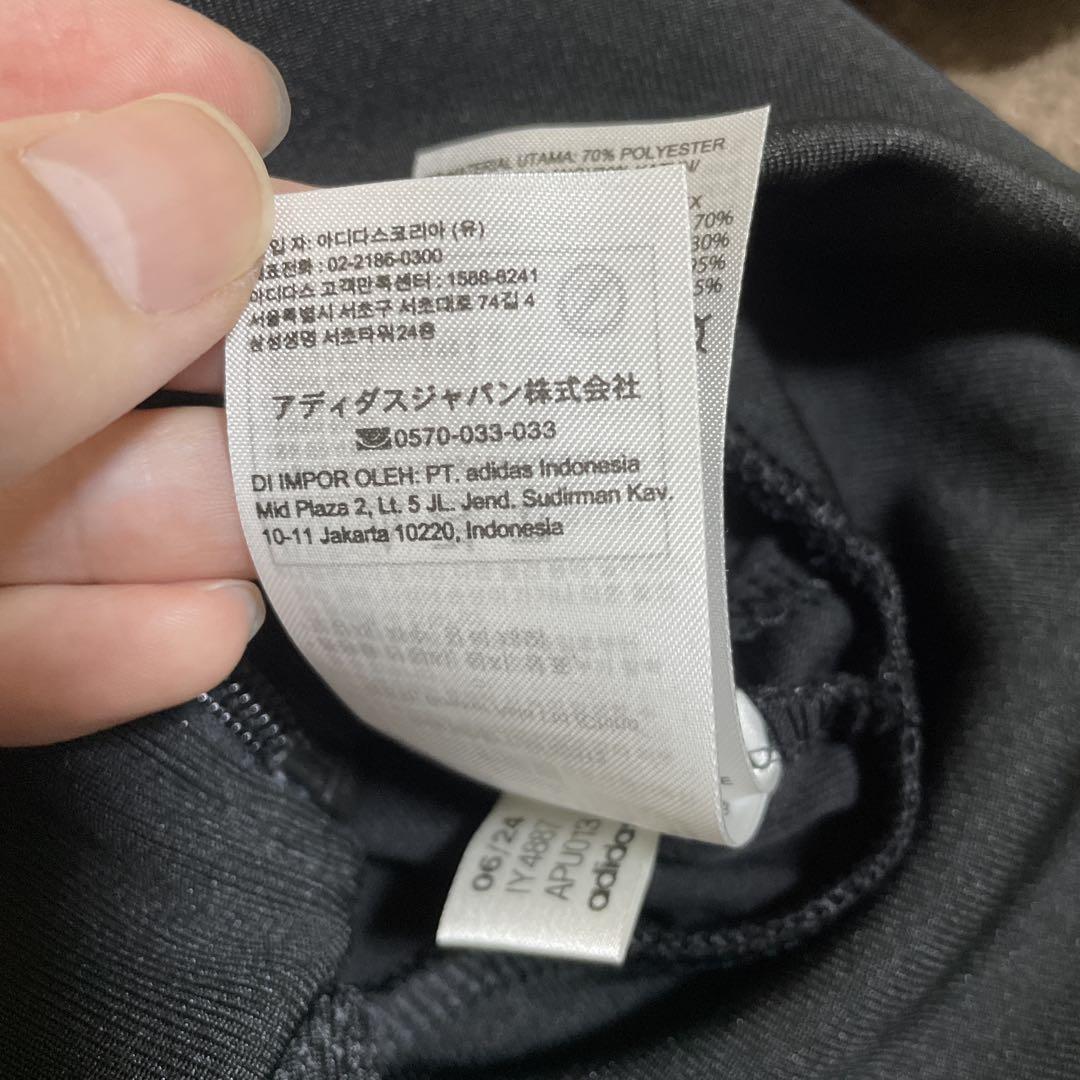 MATERIAL UTAMA: 70% POLYESTER
70%
30%
입 자: 아디다스코리아 (유)
표전화 : 02-2186-0300
아디다스 고객만족센터 : 1588-8241
서울특별시 서초구 서초대로 74길 4
삼성생명 서초타워 24층
アディダスジャパン株式会社
0570-033-033
DI IMPOR OLEH: PT. adidas Indonesia
Mid Plaza 2, Lt. 5 JL. Jend. Sudirman Kav.
10-11 Jakarta 10220, Indonesia
06/24
IY4887
APU013
adidas